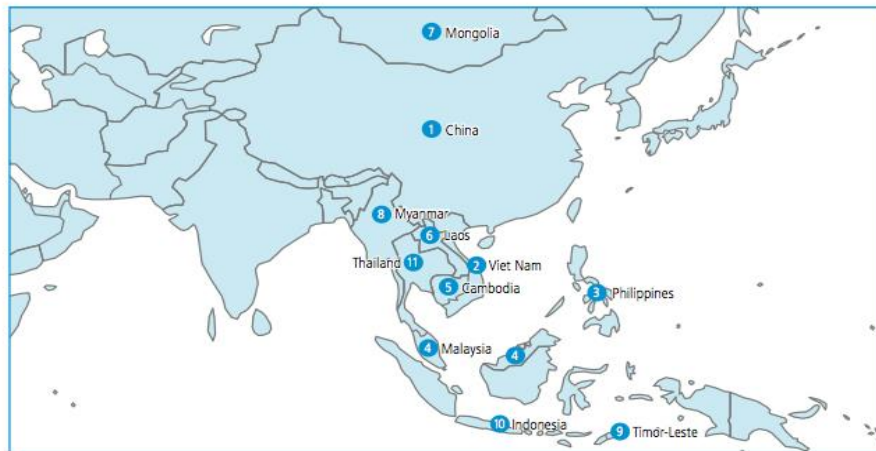 7 Mongolia
1 China
8 Myanmar
6 Laos
Thailand 11
2 Viet Nam
5 Cambodia
3 Philippines
4 Malaysia
4
10 Indonesia
9 Timor-Leste